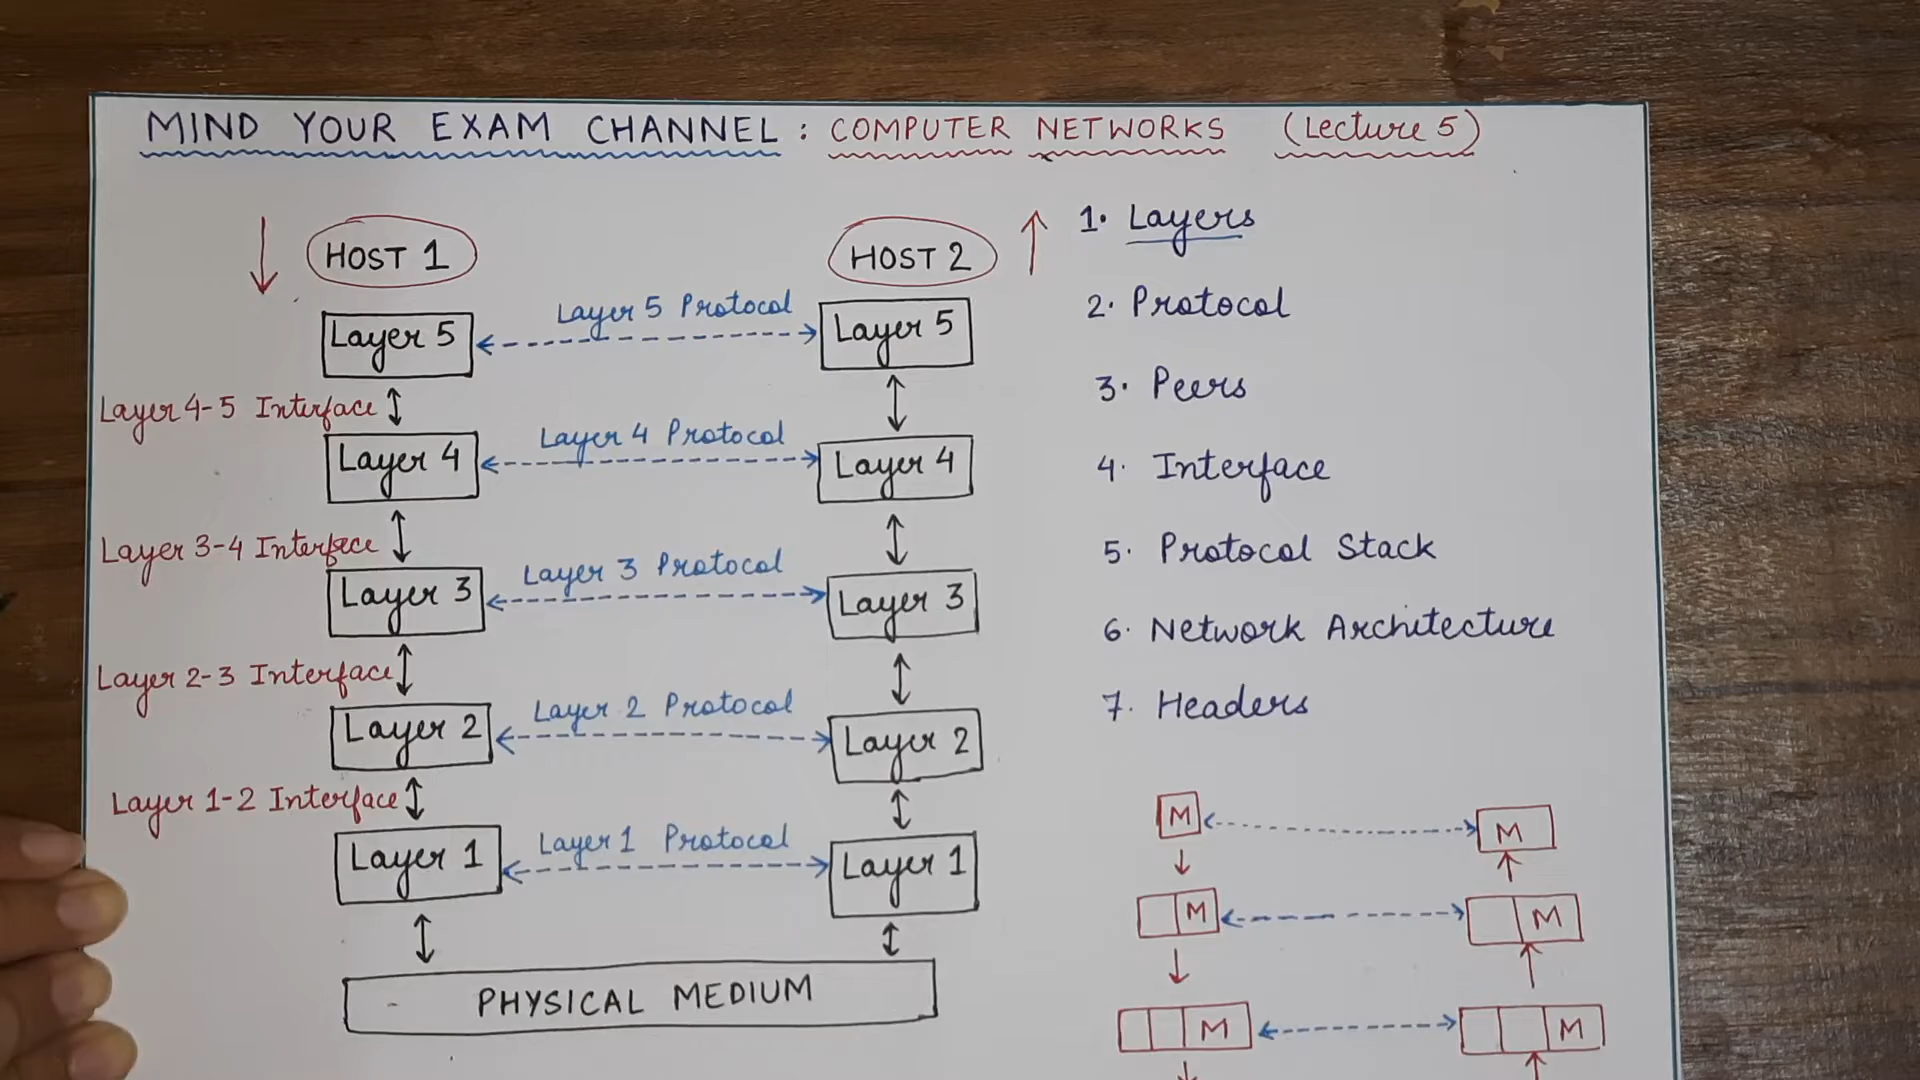 MIND YOUR EXAM CHANNEL : COMPUTER NETWORKS (Lecture 5)
HOST 1
HOST 2
Layer 5 Protocol
Layer 5
Layer 5
Layer 4-5 Interface
Layer 4 Protocol
Layer 4
Layer 4
Layer 3-4 Interfece
Layer 3 Protocol
Layer 3
Layer 3
Layer 2-3 Interface
Layer 2 Protocol
Layer 2
Layer 2
Layer 1-2 Interface
Layer 1 Protocol
Layer 1
Layer 1
PHYSICAL MEDIUM
1. Layers
2. Protocol
3. Peers
4. Interface
5. Protocol Stack
6. Network Architecture
7. Headers
M
M
M
M
M
M